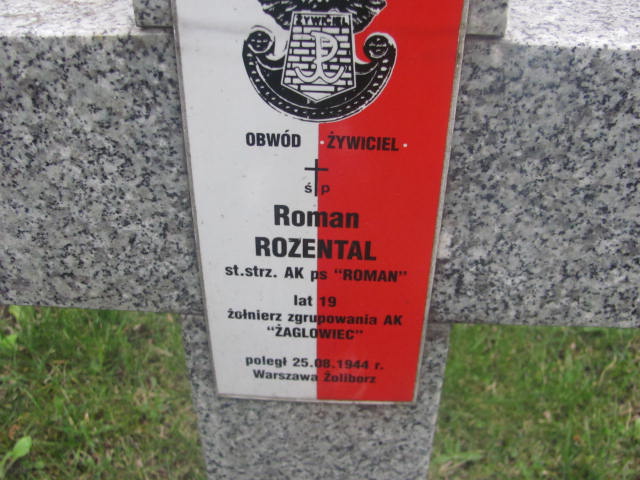 ŻYWICIEL
OBWÓD ·ŻYWICIEL·
ś p
Roman
ROZENTAL
st.strz. AK ps "ROMAN"
lat 19
żołnierz zgrupowania AK
"ŻAGLOWIEC"
poległ 25.08.1944 r.
Warszawa Żoliborz